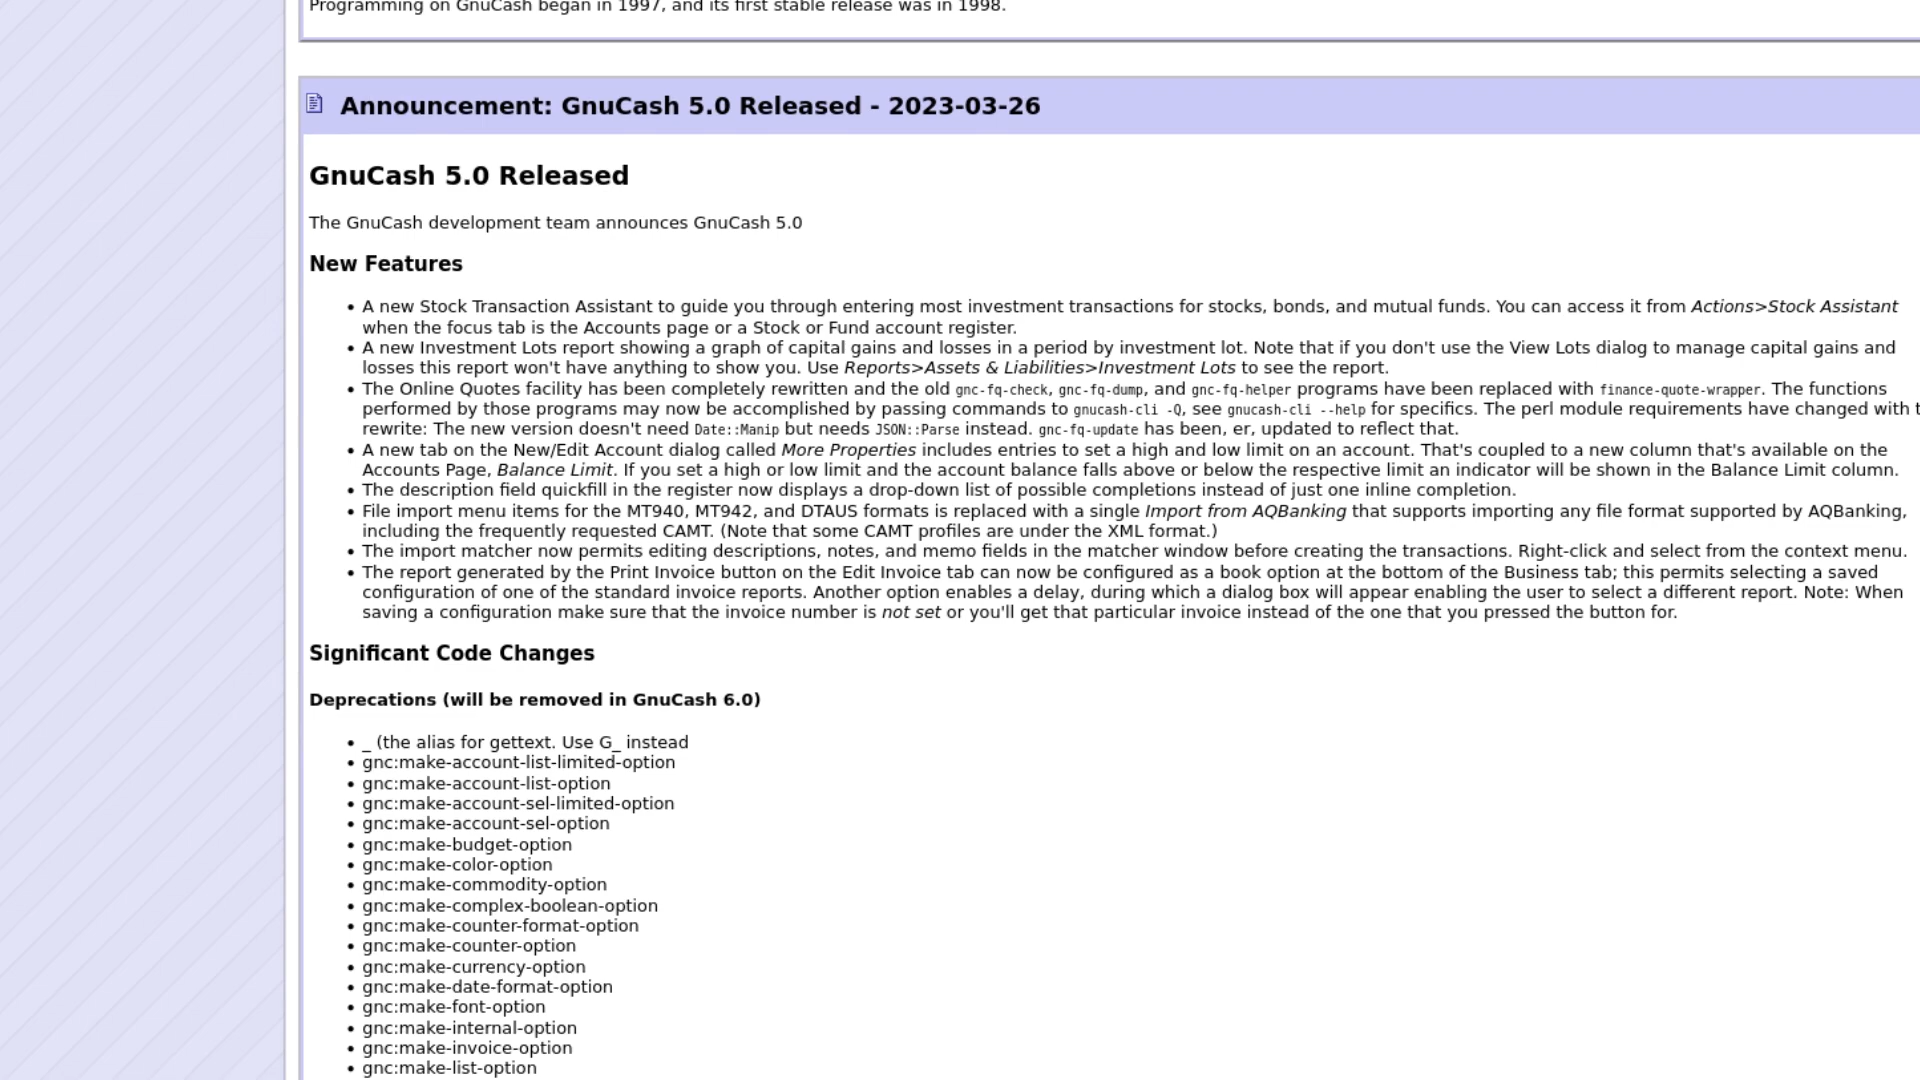 Programming on GnuCash began in 1997, and its first stable release was in 1998.
Announcement: GnuCash 5.0 Released - 2023-03-26
GnuCash 5.0 Released
The GnuCash development team announces GnuCash 5.0
New Features
• A new Stock Transaction Assistant to guide you through entering most investment transactions for stocks, bonds, and mutual funds. You can access it from Actions>Stock Assistant
when the focus tab is the Accounts page or a Stock or Fund account register.
• A new Investment Lots report showing a graph of capital gains and losses in a period by investment lot. Note that if you don't use the View Lots dialog to manage capital gains and
losses this report won't have anything to show you. Use Reports>Assets & Liabilities>Investment Lots to see the report.
• The Online Quotes facility has been completely rewritten and the old gnc-fq-check, gnc-fq-dump, and gnc-fq-helper programs have been replaced with finance-quote-wrapper. The functions
performed by those programs may now be accomplished by passing commands to gnucash-cli -Q, see gnucash-cli --help for specifics. The perl module requirements have changed with
rewrite: The new version doesn't need Date::Manip but needs JSON::Parse instead. gnc-fq-update has been, er, updated to reflect that.
• A new tab on the New/Edit Account dialog called More Properties includes entries to set a high and low limit on an account. That's coupled to a new column that's available on the
Accounts Page, Balance Limit. If you set a high or low limit and the account balance falls above or below the respective limit an indicator will be shown in the Balance Limit column.
• The description field quickfill in the register now displays a drop-down list of possible completions instead of just one inline completion.
• File import menu items for the MT940, MT942, and DTAUS formats is replaced with a single Import from AQBanking that supports importing any file format supported by AQBanking,
including the frequently requested CAMT. (Note that some CAMT profiles are under the XML format.)
• The import matcher now permits editing descriptions, notes, and memo fields in the matcher window before creating the transactions. Right-click and select from the context menu.
• The report generated by the Print Invoice button on the Edit Invoice tab can now be configured as a book option at the bottom of the Business tab; this permits selecting a saved
configuration of one of the standard invoice reports. Another option enables a delay, during which a dialog box will appear enabling the user to select a different report. Note: When
saving a configuration make sure that the invoice number is not set or you'll get that particular invoice instead of the one that you pressed the button for.
Significant Code Changes
Deprecations (will be removed in GnuCash 6.0)
• _ (the alias for gettext. Use G_ instead
• gnc:make-account-list-limited-option
• gnc:make-account-list-option
• gnc:make-account-sel-limited-option
• gnc:make-account-sel-option
• gnc:make-budget-option
• gnc:make-color-option
• gnc:make-commodity-option
• gnc:make-complex-boolean-option
• gnc:make-counter-format-option
• gnc:make-counter-option
• gnc:make-currency-option
• gnc:make-date-format-option
• gnc:make-font-option
• gnc:make-internal-option
• gnc:make-invoice-option
• gnc:make-list-option